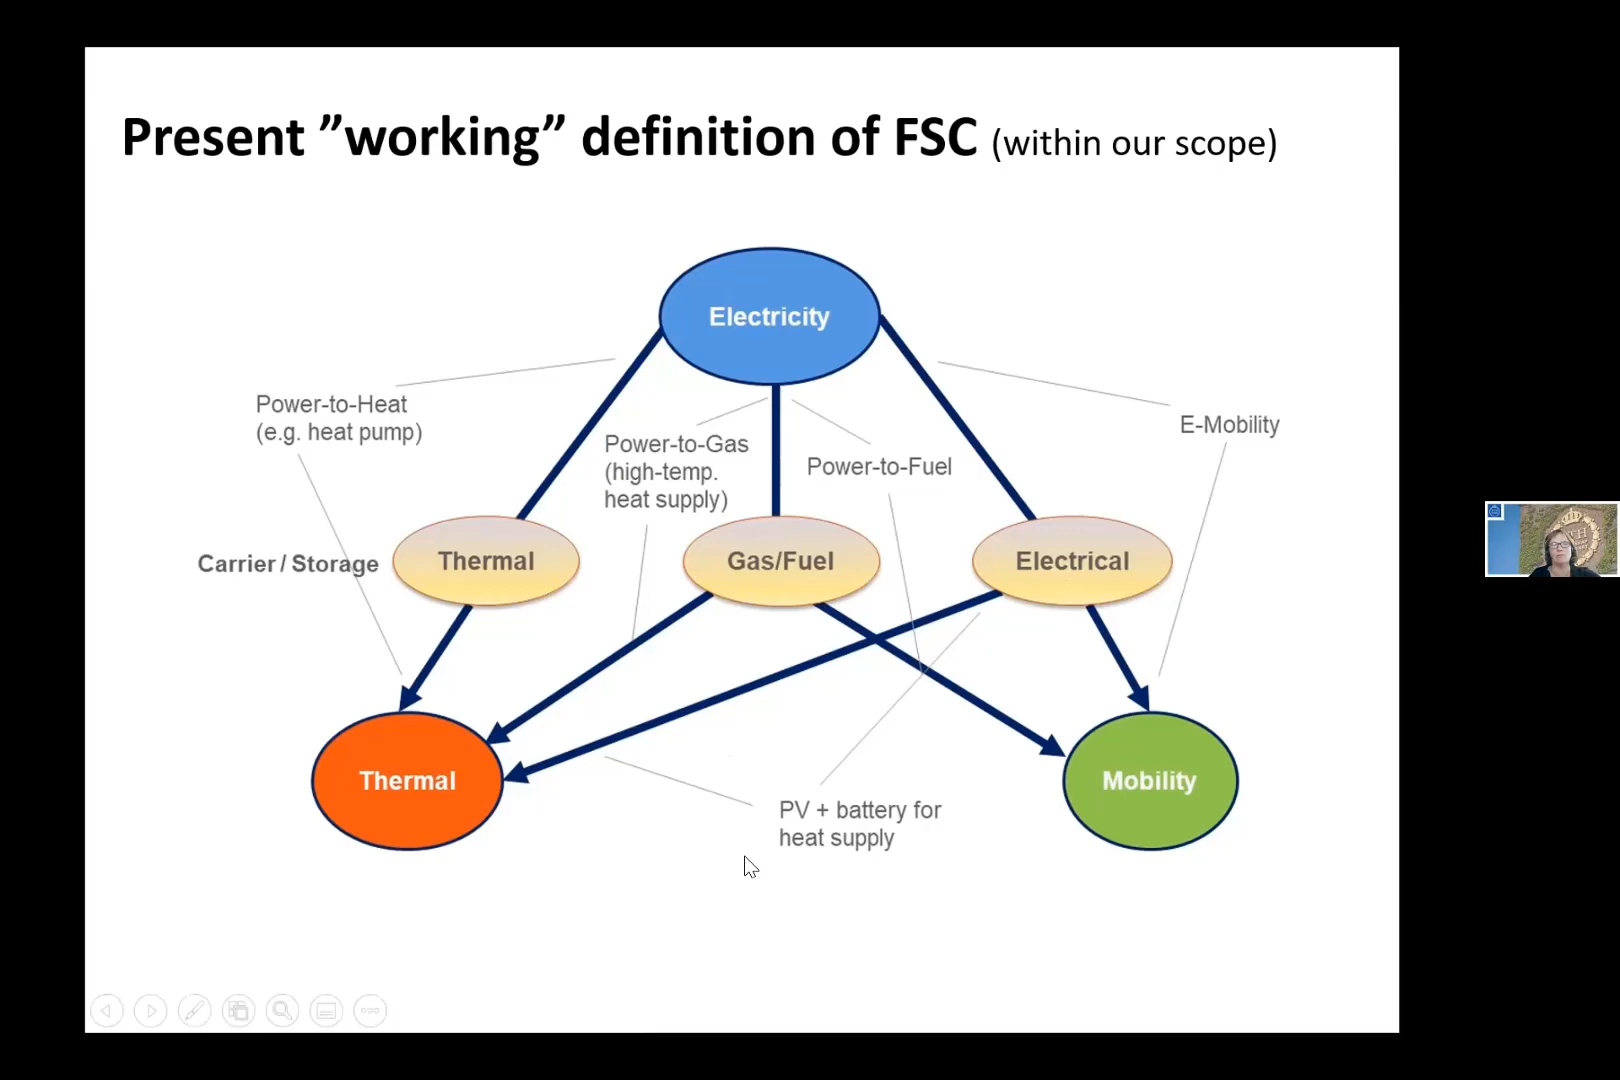 Present ”working” definition of FSC (within our scope)
Electricity
Power-to-Heat
(e.g. heat pump)
Power-to-Gas
(high-temp.
heat supply)
Power-to-Fuel
E-Mobility
Carrier / Storage
Thermal
Gas/Fuel
Electrical
Thermal
Mobility
PV + battery for
heat supply